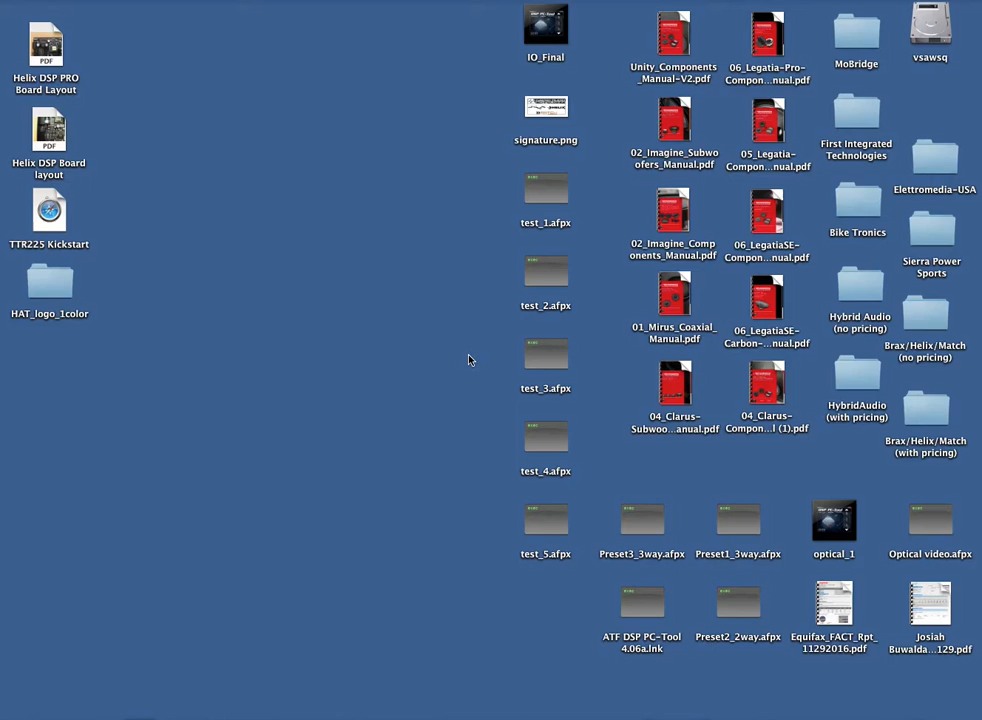 PDF
Helix DSP PRO
Board Layout
PDF
Helix DSP Board
layout
TTR225 Kickstart
HAT_logo_1color
IO_Final
signature.png
test_1.afpx
test_2.afpx
test_3.afpx
test_4.afpx
test_5.afpx
Unity_Components
_Manual-V2.pdf
02_Imagine_Subwo
ofers_Manual.pdf
02_Imagine_Comp
onents_Manual.pdf
01_Mirus_Coaxial_
Manual.pdf
04_Clarus-
Subwoo...anual.pdf
06_Legatia-Pro-
Compon...nual.pdf
05_Legatia-
Compon...nual.pdf
06_LegatiaSE-
Compon...nual.pdf
06_LegatiaSE-
Carbon-...nual.pdf
04_Clarus-
Compon...l (1).pdf
MoBridge
First Integrated
Technologies
Bike Tronics
Hybrid Audio
(no pricing)
HybridAudio
(with pricing)
vsawsq
Elettromedia-USA
Sierra Power
Sports
Brax/Helix/Match
(no pricing)
Brax/Helix/Match
(with pricing)
Preset3_3way.afpx
Preset1_3way.afpx
optical_1
Optical video.afpx
ATF DSP PC-Tool
4.06a.lnk
Preset2_2way.afpx
Equifax_FACT_Rpt_
11292016.pdf
Josiah
Buwalda...129.pdf